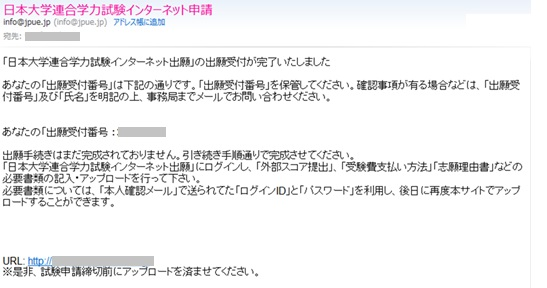 日本大学連合学力試験インターネット申請
info@jpue.jp (info@jpue.jp) アドレス帳に追加
宛先:
「日本大学連合学力試験インターネット出願」の出願受付が完了いたしました
あなたの「出願受付番号」は下記の通りです。「出願受付番号」を保管してください。確認事項が有る場合などは、「出願受
付番号」及び「氏名」を明記の上、事務局までメールでお問い合わせください。
あなたの「出願受付番号:
出願手続きはまだ完成されておりません。引き続き手順通りで完成させてください。
「日本大学連合学力試験インターネット出願」にログインし、「外部スコア提出」、「受験費支払い方法」「志願理由書」などの
必要書類の記入・アップロードを行って下さい。
必要書類については、「本人確認メール」で送られてた「ログインID」と「パスワード」を利用し、後日に再度本サイトでアップ
ロードすることができます。
URL: http://
※是非、試験申請締切前にアップロードを済ませてください。